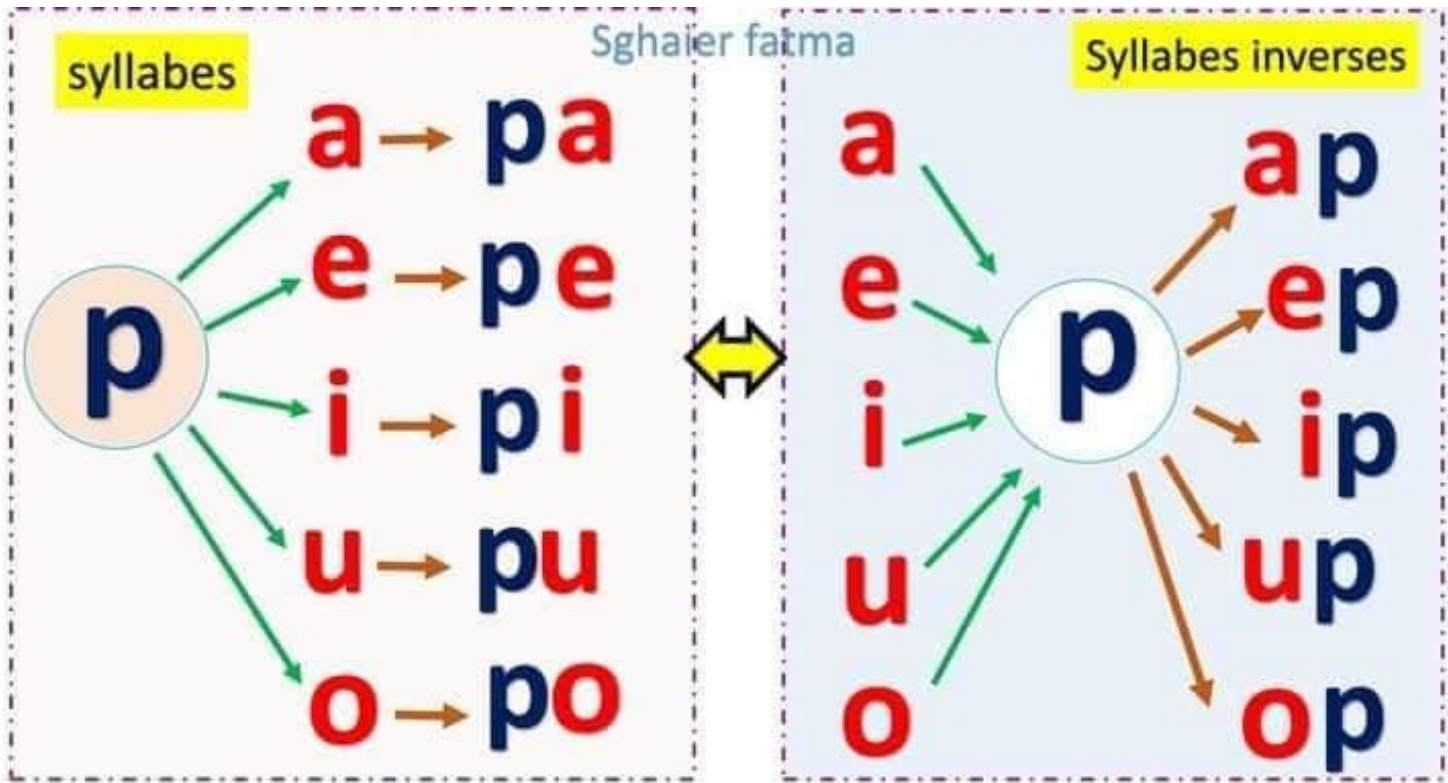 Sghaier fatma
syllabes
p
a pa
e pe
i pi
u pu
o po
Syllabes inverses
a
e
i
u
o
p
ap
ep
ip
up
op